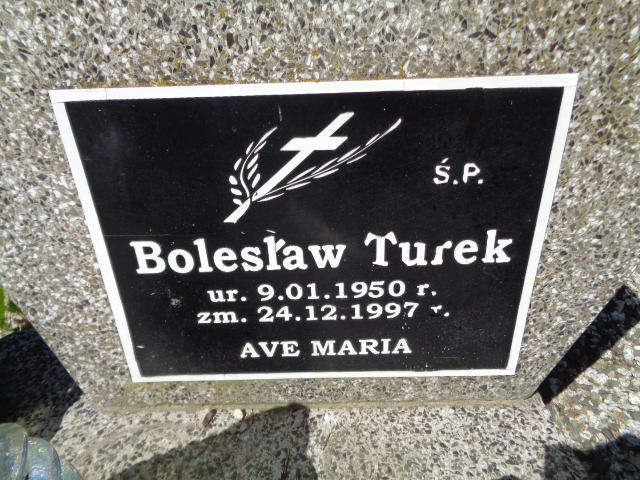 Ś.P.
Bolesław Turek
ur. 9.01.1950 r.
zm. 24.12.1997 r.
AVE MARIA